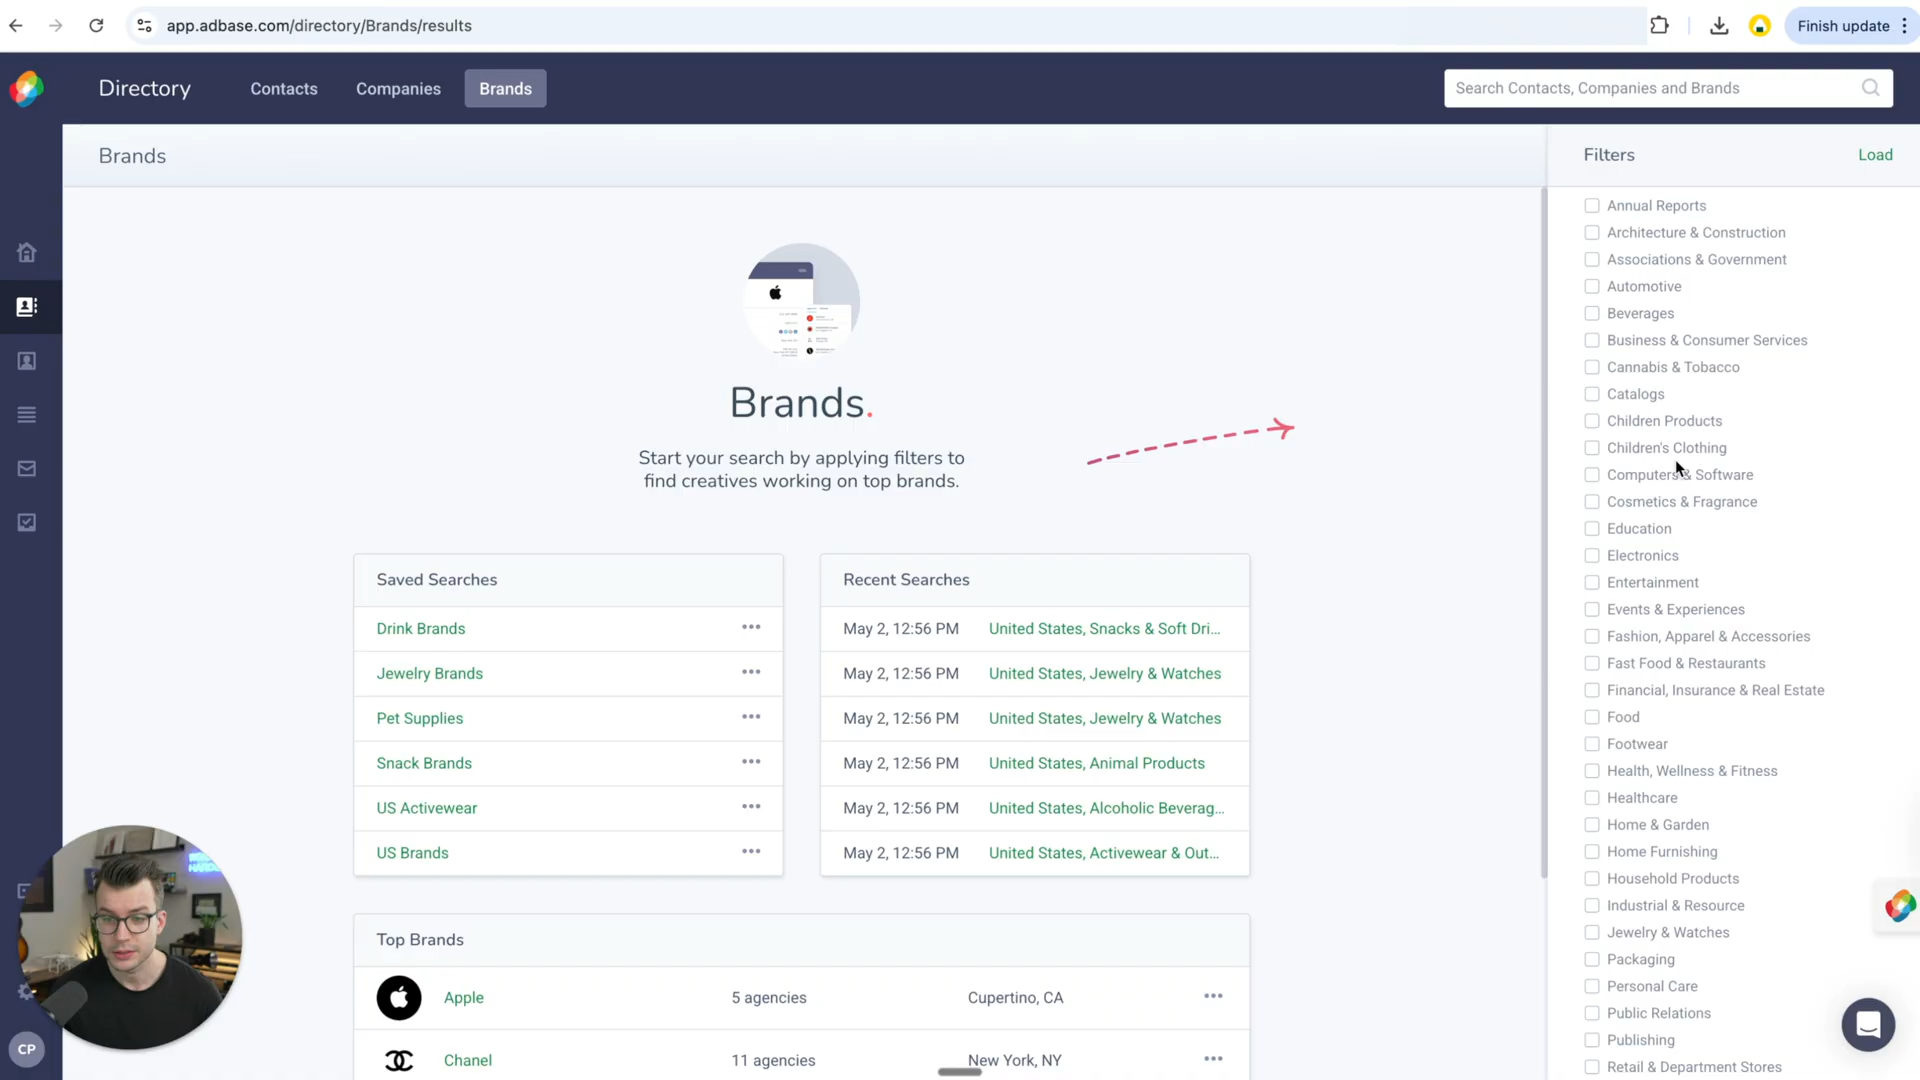 app.adbase.com/directory/Brands/results
Finish update
Directory
Contacts
Companies
Brands
Search Contacts, Companies and Brands
Brands
Filters
Load
Brands.
Start your search by applying filters to
find creatives working on top brands.
Saved Searches
Drink Brands
Jewelry Brands
Pet Supplies
Snack Brands
US Activewear
US Brands
Recent Searches
May 2, 12:56 PM United States, Snacks & Soft Dri...
May 2, 12:56 PM United States, Jewelry & Watches
May 2, 12:56 PM United States, Jewelry & Watches
May 2, 12:56 PM United States, Animal Products
May 2, 12:56 PM United States, Alcoholic Beverag...
May 2, 12:56 PM United States, Activewear & Out...
Top Brands
Apple 5 agencies Cupertino, CA
Chanel 11 agencies New York, NY
Annual Reports
Architecture & Construction
Associations & Government
Automotive
Beverages
Business & Consumer Services
Cannabis & Tobacco
Catalogs
Children Products
Children's Clothing
Computers & Software
Cosmetics & Fragrance
Education
Electronics
Entertainment
Events & Experiences
Fashion, Apparel & Accessories
Fast Food & Restaurants
Financial, Insurance & Real Estate
Food
Footwear
Health, Wellness & Fitness
Healthcare
Home & Garden
Home Furnishing
Household Products
Industrial & Resource
Jewelry & Watches
Packaging
Personal Care
Public Relations
Publishing
Retail & Department Stores
CP